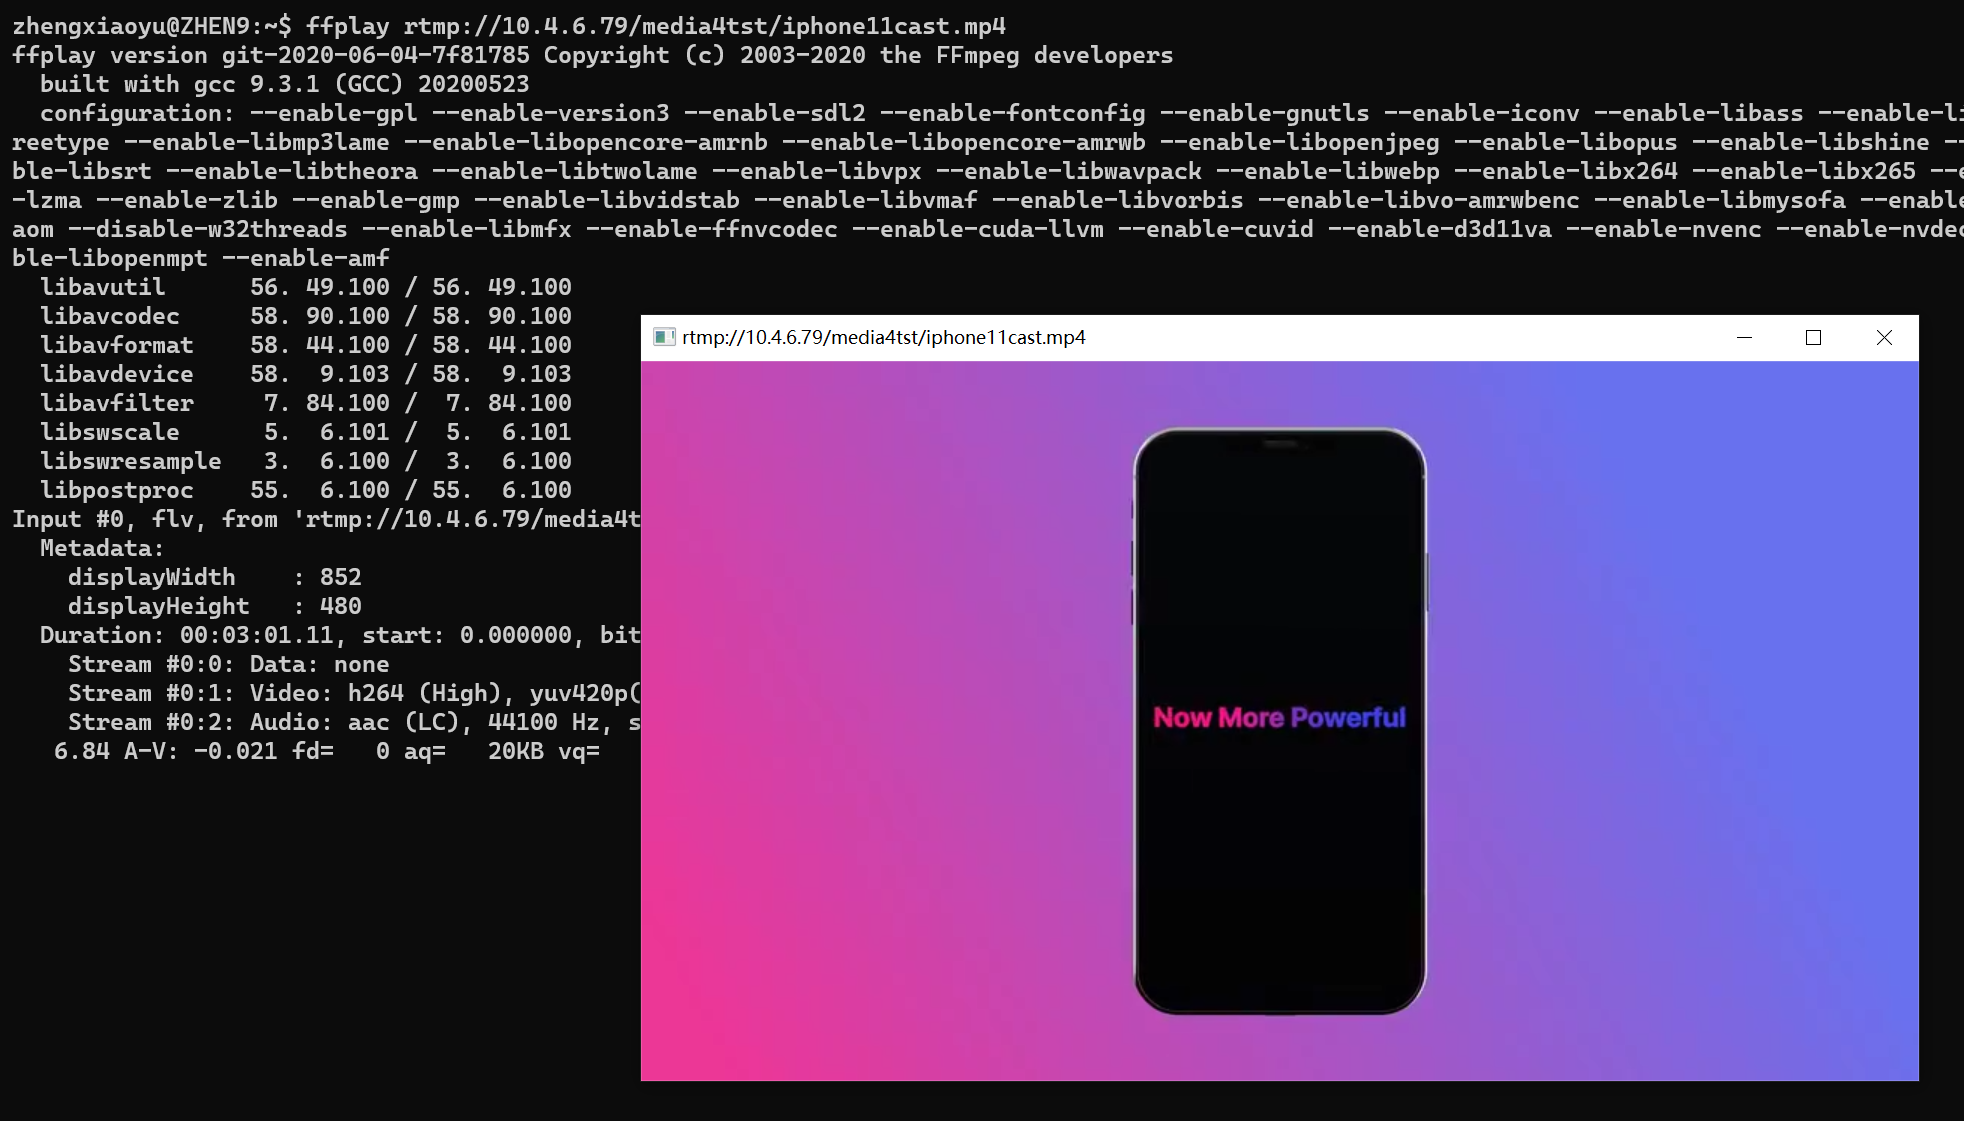 zhengxiaoyu@ZHEN9:~$ ffplay rtmp://10.4.6.79/media4tst/iphone11cast.mp4
ffplay version git-2020-06-04-7f81785 Copyright (c) 2003-2020 the FFmpeg developers
built with gcc 9.3.1 (GCC) 20200523
configuration: --enable-gpl --enable-version3 --enable-sdl2 --enable-fontconfig --enable-gnutls --enable-iconv --enable-libass --enable-li
reetype --enable-libmp3lame --enable-libopencore-amrnb --enable-libopencore-amrwb --enable-libopenjpeg --enable-libopus --enable-libshine --
ble-libsrt --enable-libtheora --enable-libtwolame --enable-libvpx --enable-libwavpack --enable-libwebp --enable-libx264 --enable-libx265 --e
-lzma --enable-zlib --enable-gmp --enable-libvidstab --enable-libvmaf --enable-libvorbis --enable-libvo-amrwbenc --enable-libmysofa --enable
aom --disable-w32threads --enable-libmfx --enable-ffnvcodec --enable-cuda-llvm --enable-cuvid --enable-d3d11va --enable-nvenc --enable-nvdec
ble-libopenmpt --enable-amf
libavutil 56. 49.100 / 56. 49.100
libavcodec 58. 90.100 / 58. 90.100
libavformat 58. 44.100 / 58. 44.100
libavdevice 58. 9.103 / 58. 9.103
libavfilter 7. 84.100 / 7. 84.100
libswscale 5. 6.101 / 5. 6.101
libswresample 3. 6.100 / 3. 6.100
libpostproc 55. 6.100 / 55. 6.100
Input #0, flv, from 'rtmp://10.4.6.79/media4t
Metadata:
displayWidth : 852
displayHeight : 480
Duration: 00:03:01.11, start: 0.000000, bit
Stream #0:0: Data: none
Stream #0:1: Video: h264 (High), yuv420p(
Stream #0:2: Audio: aac (LC), 44100 Hz, s
6.84 A-V: -0.021 fd= 0 aq= 20KB vq=
rtmp://10.4.6.79/media4tst/iphone11cast.mp4
Now More Powerful